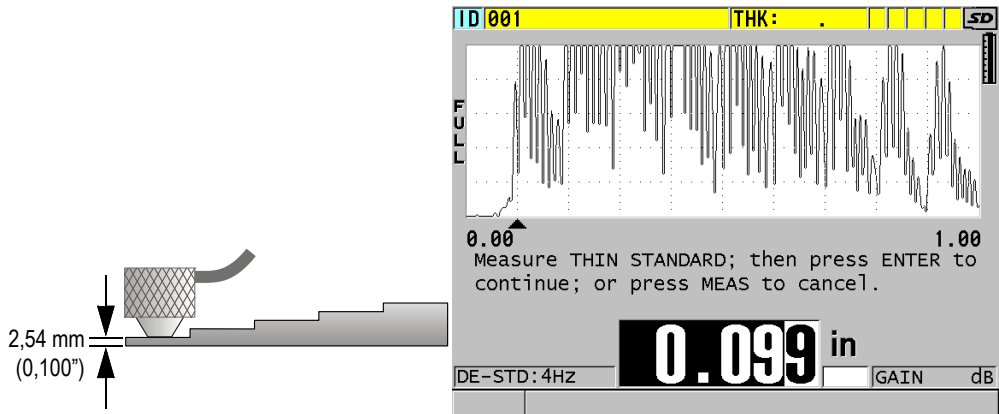 2,54 mm
(0,100”)
ID 001 THK: . SD
FULL
0.00 1.00
Measure THIN STANDARD; then press ENTER to
continue; or press MEAS to cancel.
0.099 in
DE-STD:4Hz GAIN dB